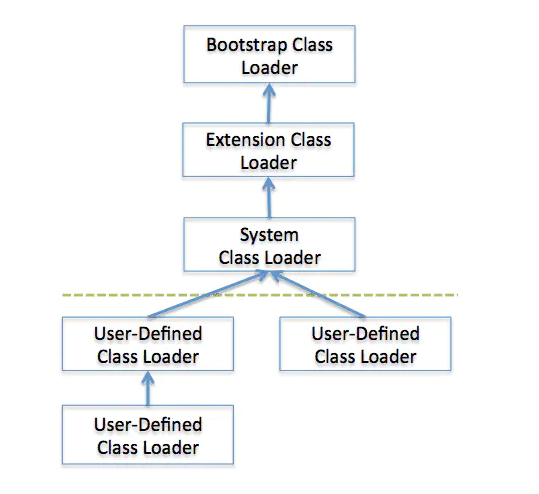 Bootstrap Class
Loader
Extension Class
Loader
System
Class Loader
User-Defined
Class Loader
User-Defined
Class Loader
User-Defined
Class Loader